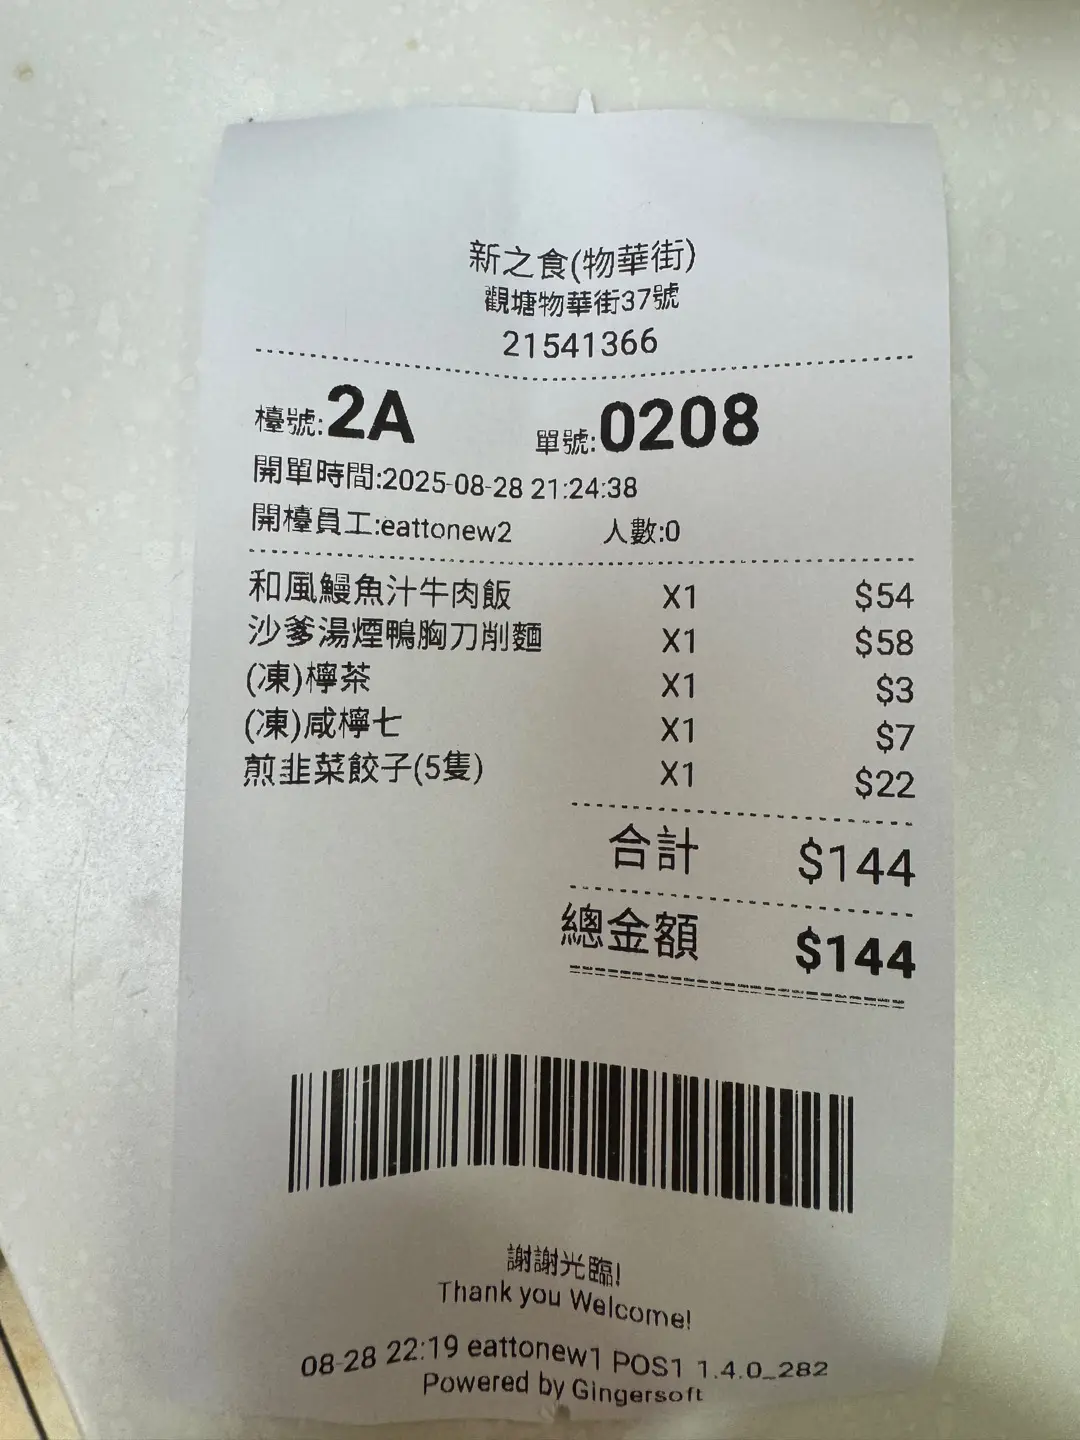 新之食(物華街)
觀塘物華街37號
21541366
檯號:2A 單號:0208
開單時間:2025-08-28 21:24:38
開檯員工:eattonew2 人數:0
和風鰻魚汁牛肉飯 X1 $54
沙爹湯煙鴨胸刀削麵 X1 $58
(凍)檸茶 X1 $3
(凍)咸檸七 X1 $7
煎韭菜餃子(5隻) X1 $22
合計 $144
總金額 $144
謝謝光臨!
Thank you Welcome!
08-28 22:19 eattonew1 POS1 1.4.0_282
Powered by Gingersoft